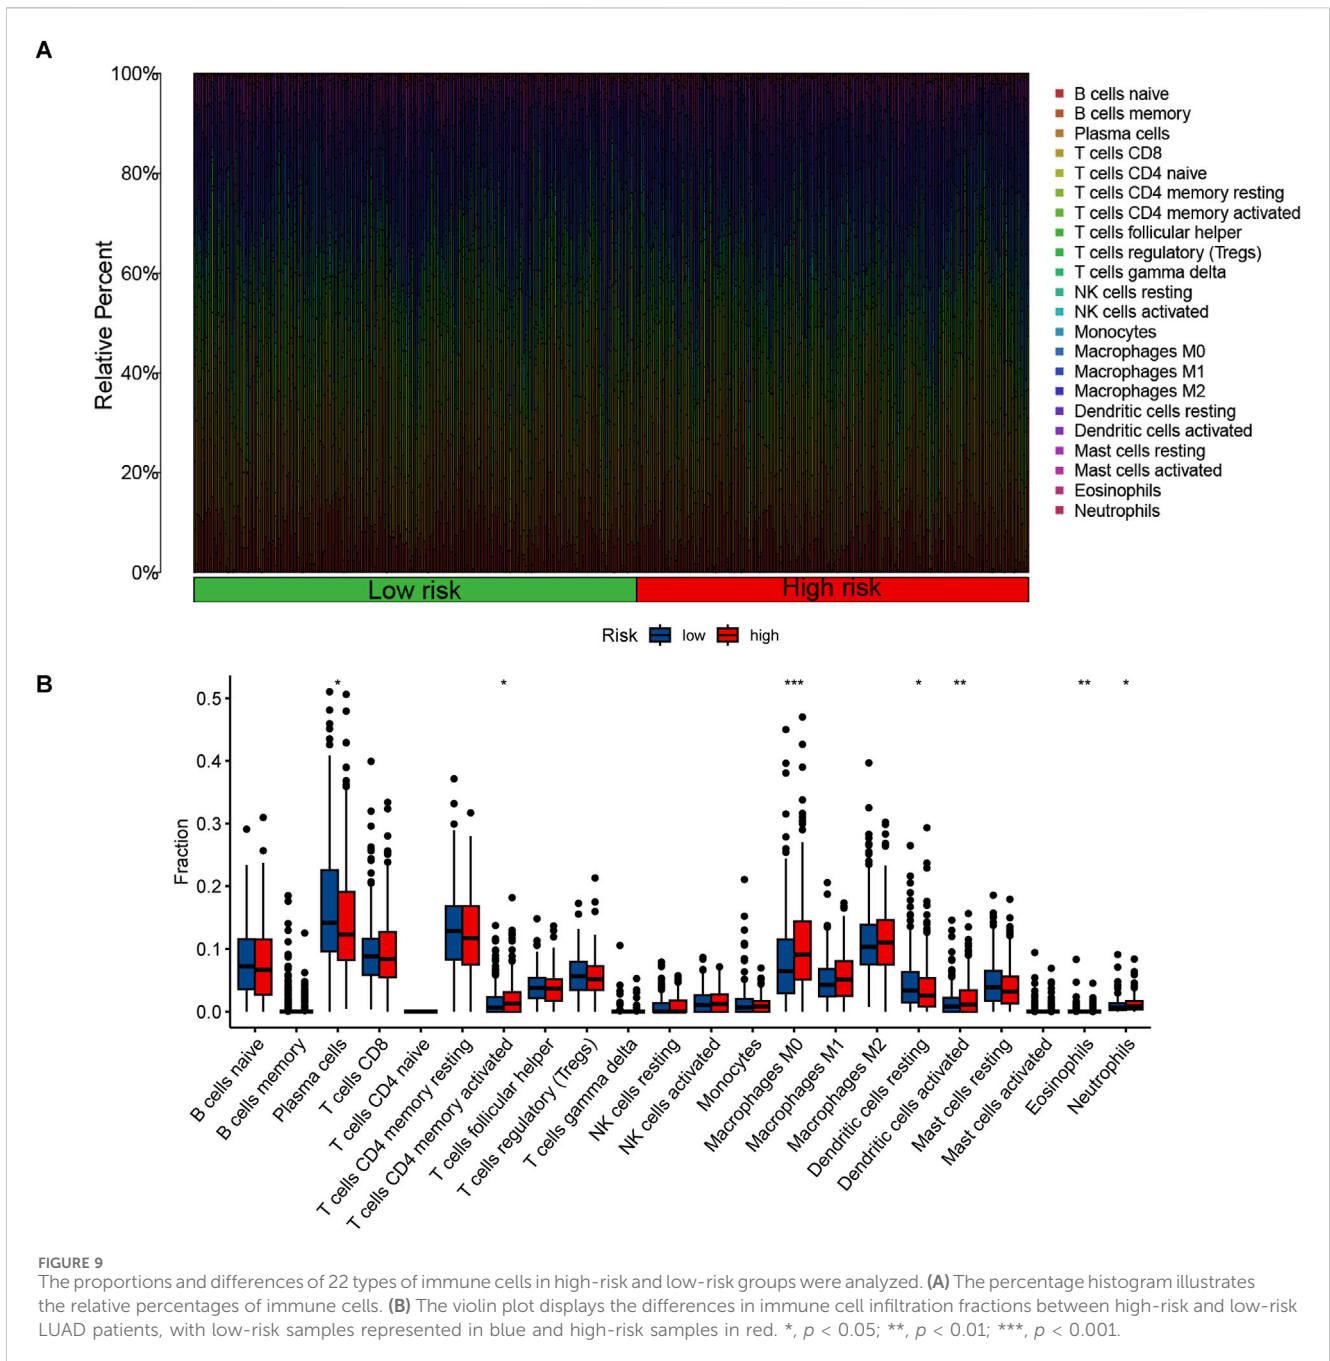 A
100%
80%
60%
40%
20%
0%
Relative Percent
Low risk
High risk
B cells naive
B cells memory
Plasma cells
T cells CD8
T cells CD4 naive
T cells CD4 memory resting
T cells CD4 memory activated
T cells follicular helper
T cells regulatory (Tregs)
T cells gamma delta
NK cells resting
NK cells activated
Monocytes
Macrophages M0
Macrophages M1
Macrophages M2
Dendritic cells resting
Dendritic cells activated
Mast cells resting
Mast cells activated
Eosinophils
Neutrophils
Risk low high
B
* * *** * ** ** *
0.5
0.4
0.3
0.2
0.1
0.0
Fraction
B cells naive
B cells memory
Plasma cells
T cells CD8
T cells CD4 naive
T cells CD4 memory resting
T cells CD4 memory activated
T cells follicular helper
T cells regulatory (Tregs)
T cells gamma delta
NK cells resting
NK cells activated
Monocytes
Macrophages M0
Macrophages M1
Macrophages M2
Dendritic cells resting
Dendritic cells activated
Mast cells resting
Mast cells activated
Eosinophils
Neutrophils
FIGURE 9
The proportions and differences of 22 types of immune cells in high-risk and low-risk groups were analyzed. (A) The percentage histogram illustrates
the relative percentages of immune cells. (B) The violin plot displays the differences in immune cell infiltration fractions between high-risk and low-risk
LUAD patients, with low-risk samples represented in blue and high-risk samples in red. *, p < 0.05; **, p < 0.01; ***, p < 0.001.